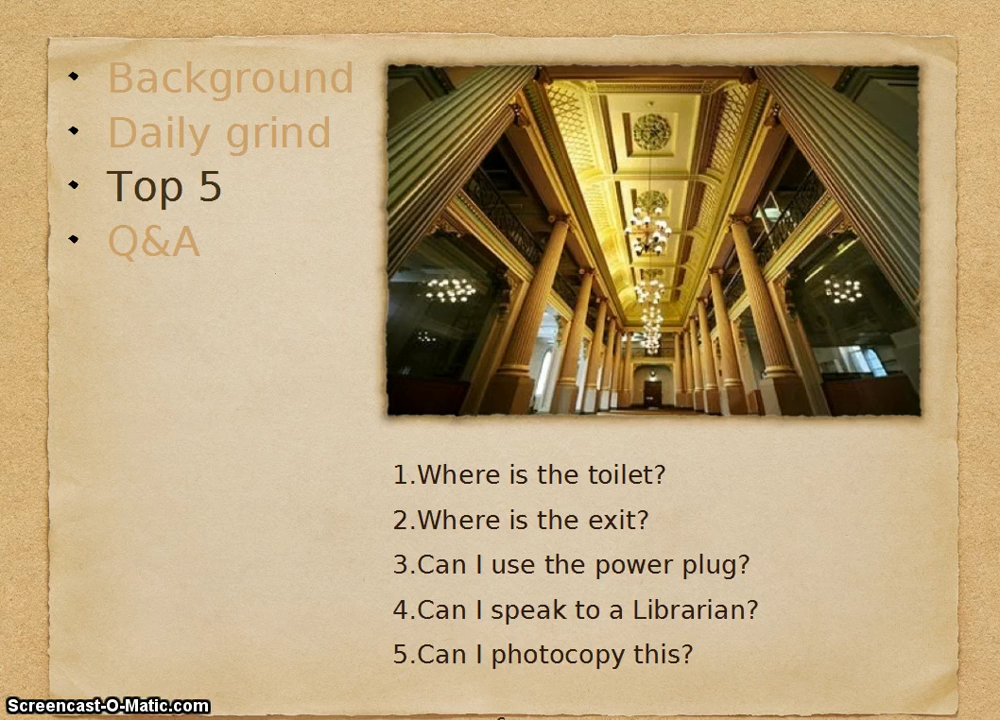 Background
Daily grind
Top 5
Q&A
1.Where is the toilet?
2.Where is the exit?
3.Can I use the power plug?
4.Can I speak to a Librarian?
5.Can I photocopy this?
Screencast-O-Matic.com